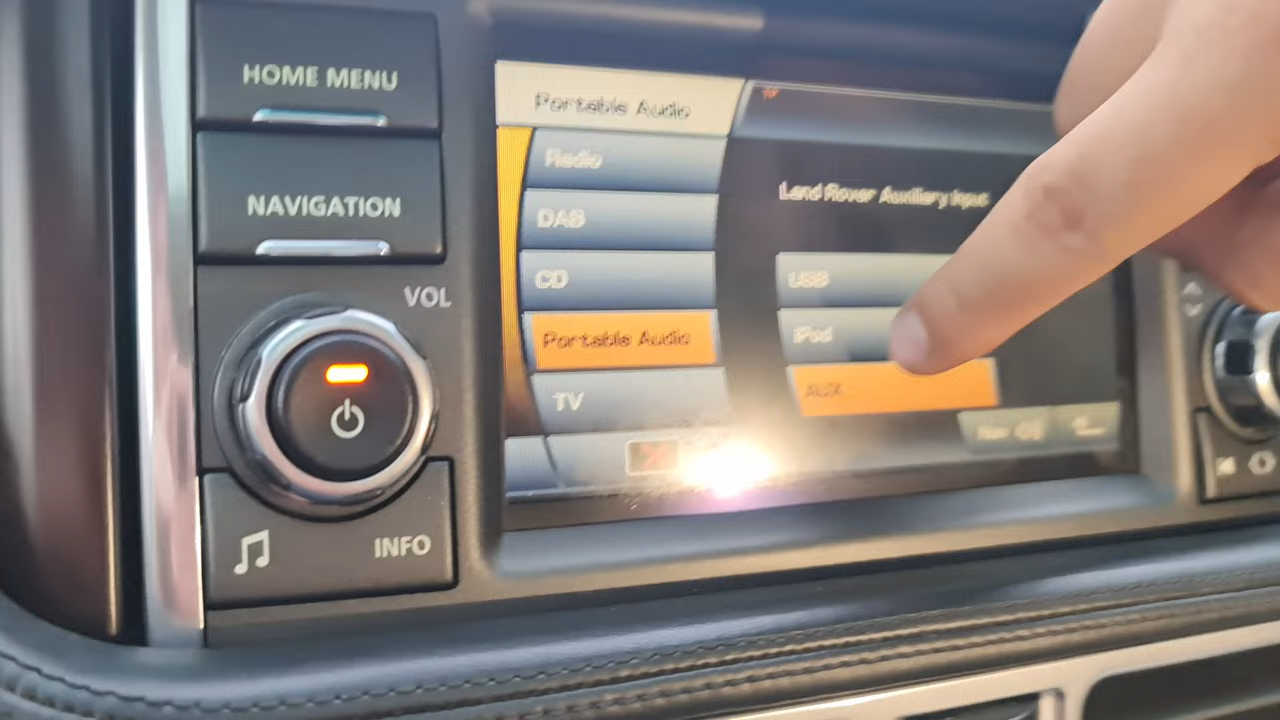 HOME MENU
NAVIGATION
VOL
INFO
Portable Audio
Radio
DAB
CD
Portable Audio
TV
TP
Land Rover Auxiliary Input
USB
iPod
AUX